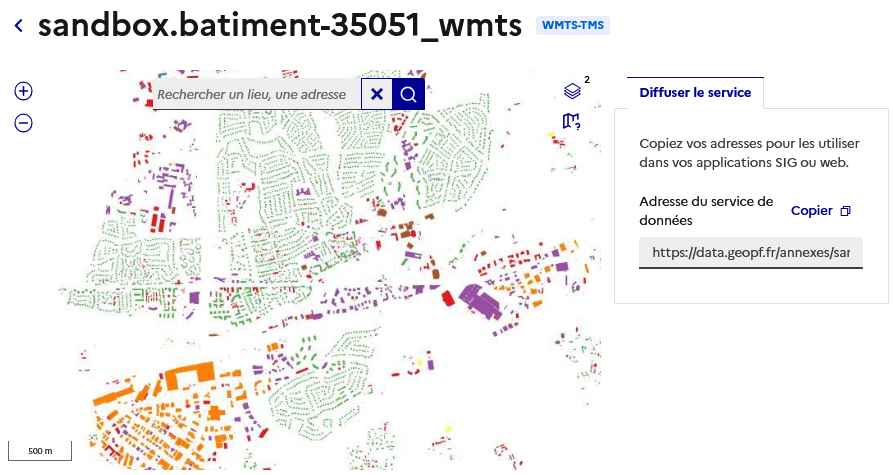 sandbox.batiment-35051_wmts
WMTS-TMS
Rechercher un lieu, une adresse
2
Diffuser le service
Copiez vos adresses pour les utiliser
dans vos applications SIG ou web.
Adresse du service de
données
Copier
https://data.geopf.fr/annexes/sar
500 m